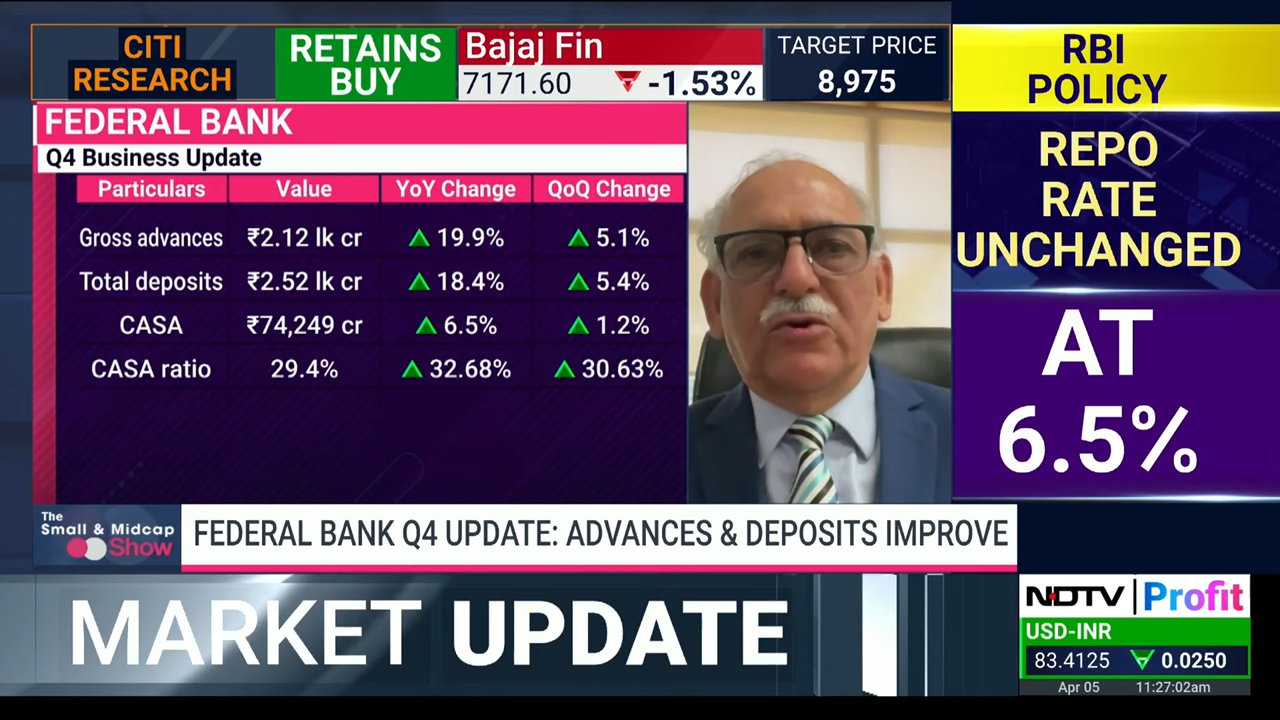 CITI
RESEARCH
RETAINS
BUY
Bajaj Fin
7171.60 ▼ -1.53%
TARGET PRICE
8,975
RBI
POLICY
REPO
RATE
UNCHANGED
AT
6.5%
FEDERAL BANK
Q4 Business Update
Particulars Value YoY Change QoQ Change
Gross advances ₹2.12 lk cr ▲ 19.9% ▲ 5.1%
Total deposits ₹2.52 lk cr ▲ 18.4% ▲ 5.4%
CASA ₹74,249 cr ▲ 6.5% ▲ 1.2%
CASA ratio 29.4% ▲ 32.68% ▲ 30.63%
The
Small & Midcap
Show
FEDERAL BANK Q4 UPDATE: ADVANCES & DEPOSITS IMPROVE
MARKET UPDATE
NDTV Profit
USD-INR
83.4125 ▼ 0.0250
Apr 05 11:27:02am